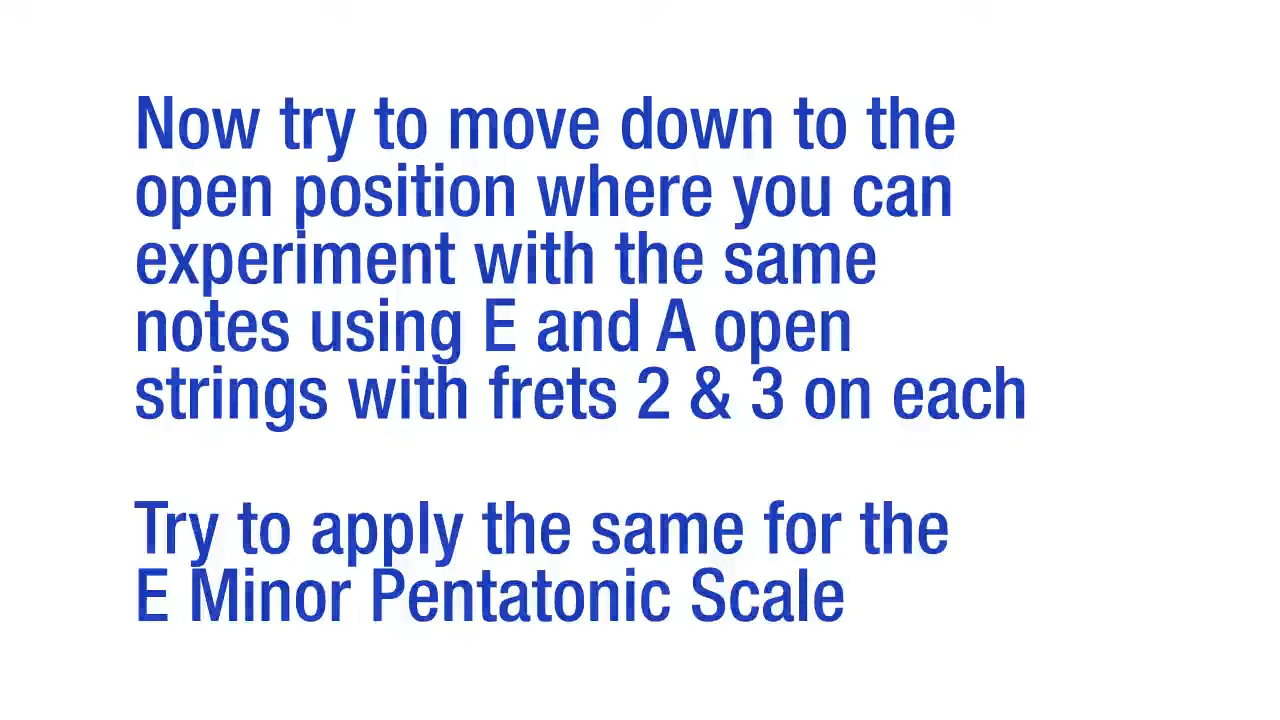 Now try to move down to the
open position where you can
experiment with the same
notes using E and A open
strings with frets 2 & 3 on each
Try to apply the same for the
E Minor Pentatonic Scale